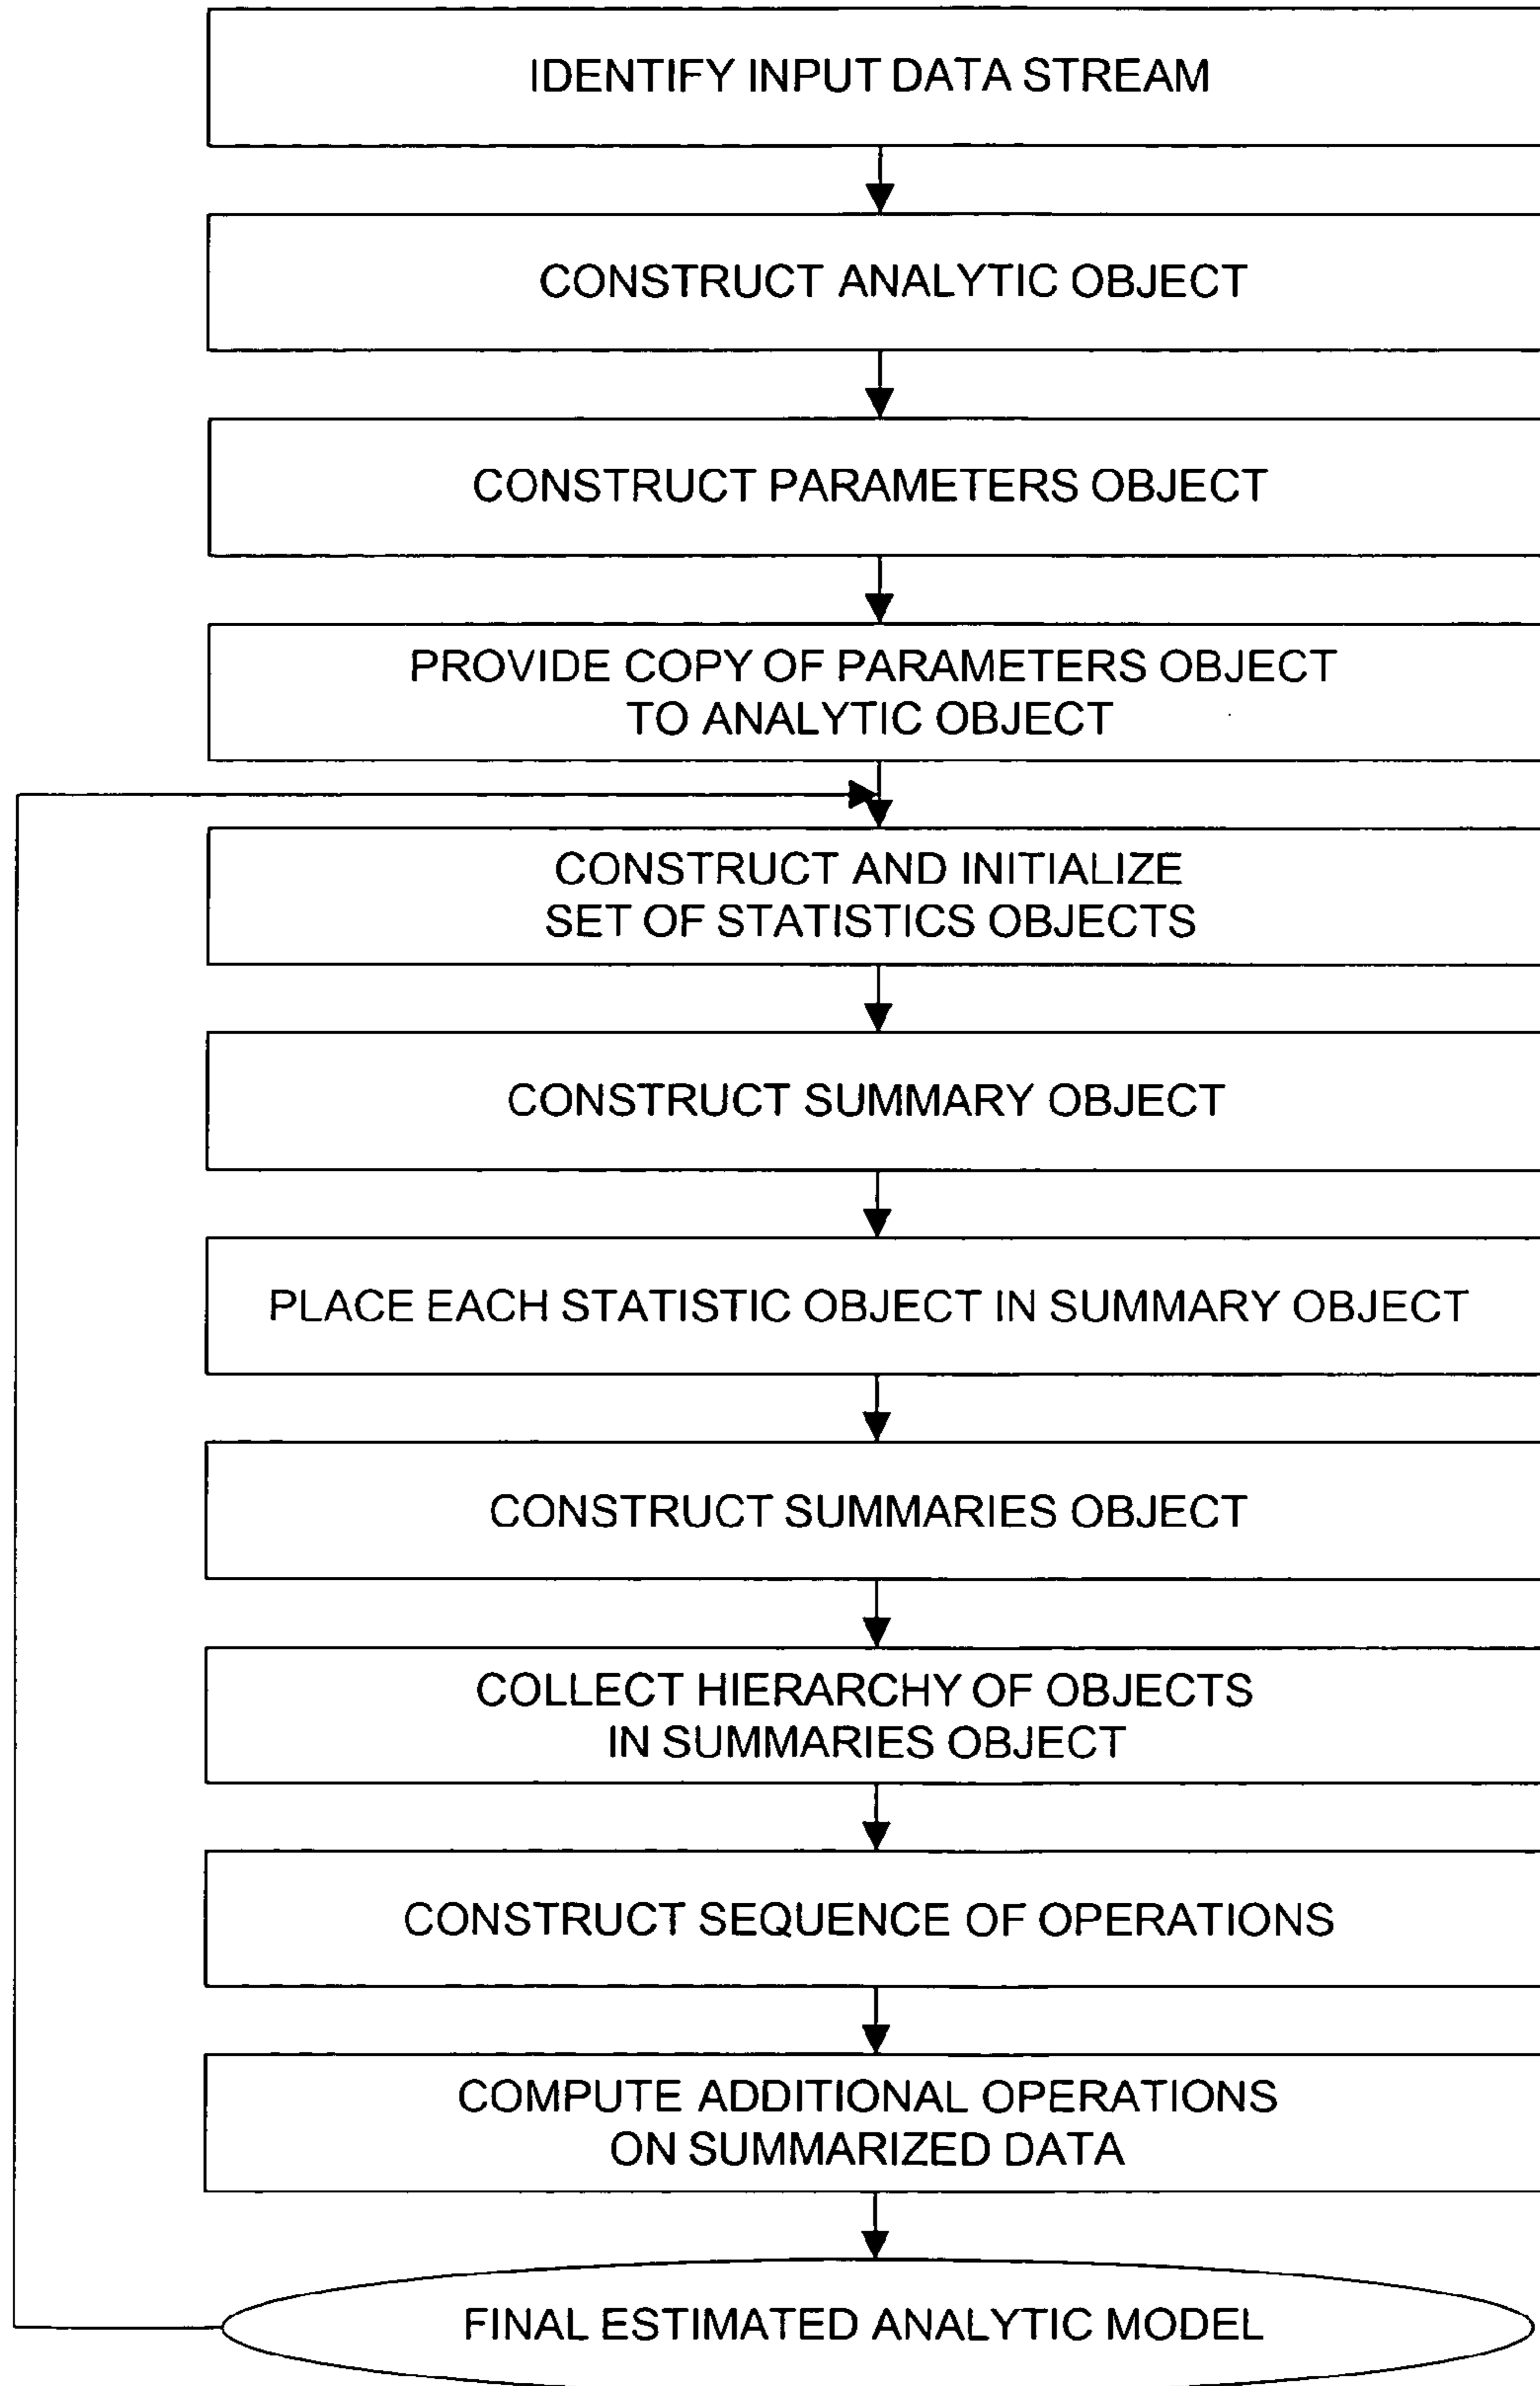 IDENTIFY INPUT DATA STREAM
CONSTRUCT ANALYTIC OBJECT
CONSTRUCT PARAMETERS OBJECT
PROVIDE COPY OF PARAMETERS OBJECT
TO ANALYTIC OBJECT
CONSTRUCT AND INITIALIZE
SET OF STATISTICS OBJECTS
CONSTRUCT SUMMARY OBJECT
PLACE EACH STATISTIC OBJECT IN SUMMARY OBJECT
CONSTRUCT SUMMARIES OBJECT
COLLECT HIERARCHY OF OBJECTS
IN SUMMARIES OBJECT
CONSTRUCT SEQUENCE OF OPERATIONS
COMPUTE ADDITIONAL OPERATIONS
ON SUMMARIZED DATA
FINAL ESTIMATED ANALYTIC MODEL